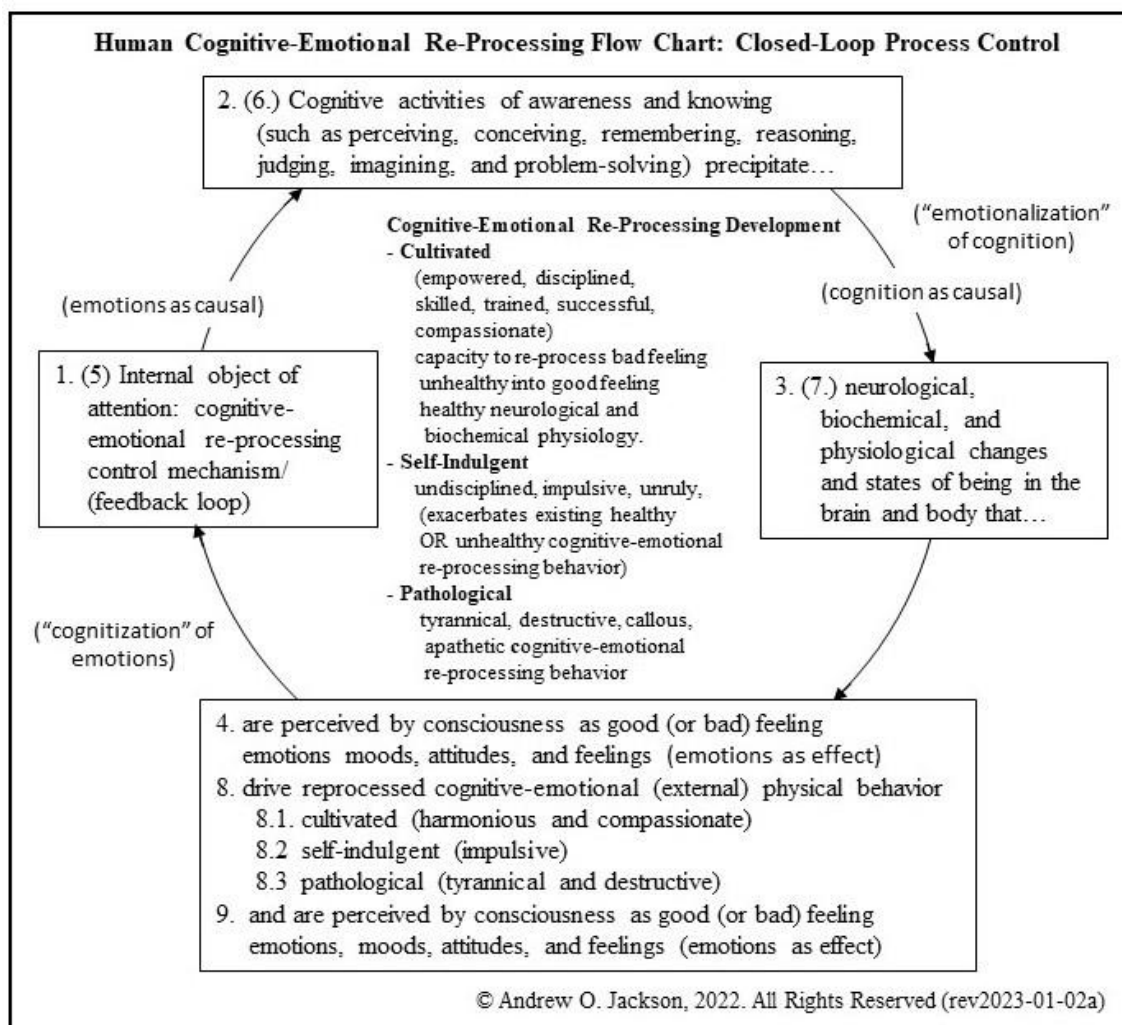 Human Cognitive-Emotional Re-Processing Flow Chart: Closed-Loop Process Control
2. (6.) Cognitive activities of awareness and knowing
(such as perceiving, conceiving, remembering, reasoning,
judging, imagining, and problem-solving) precipitate…
("emotionalization"
of cognition)
(cognition as causal)
(emotions as causal)
Cognitive-Emotional Re-Processing Development
- Cultivated
(empowered, disciplined,
skilled, trained, successful,
compassionate)
capacity to re-process bad feeling
unhealthy into good feeling
healthy neurological and
biochemical physiology.
- Self-Indulgent
undisciplined, impulsive, unruly,
(exacerbates existing healthy
OR unhealthy cognitive-emotional
re-processing behavior)
- Pathological
tyrannical, destructive, callous,
apathetic cognitive-emotional
re-processing behavior
1. (5) Internal object of
attention: cognitive-
emotional re-processing
control mechanism/
(feedback loop)
3. (7.) neurological,
biochemical, and
physiological changes
and states of being in the
brain and body that…
("cognitization" of
emotions)
4. are perceived by consciousness as good (or bad) feeling
emotions moods, attitudes, and feelings (emotions as effect)
8. drive reprocessed cognitive-emotional (external) physical behavior
8.1. cultivated (harmonious and compassionate)
8.2 self-indulgent (impulsive)
8.3 pathological (tyrannical and destructive)
9. and are perceived by consciousness as good (or bad) feeling
emotions, moods, attitudes, and feelings (emotions as effect)
© Andrew O. Jackson, 2022. All Rights Reserved (rev2023-01-02a)